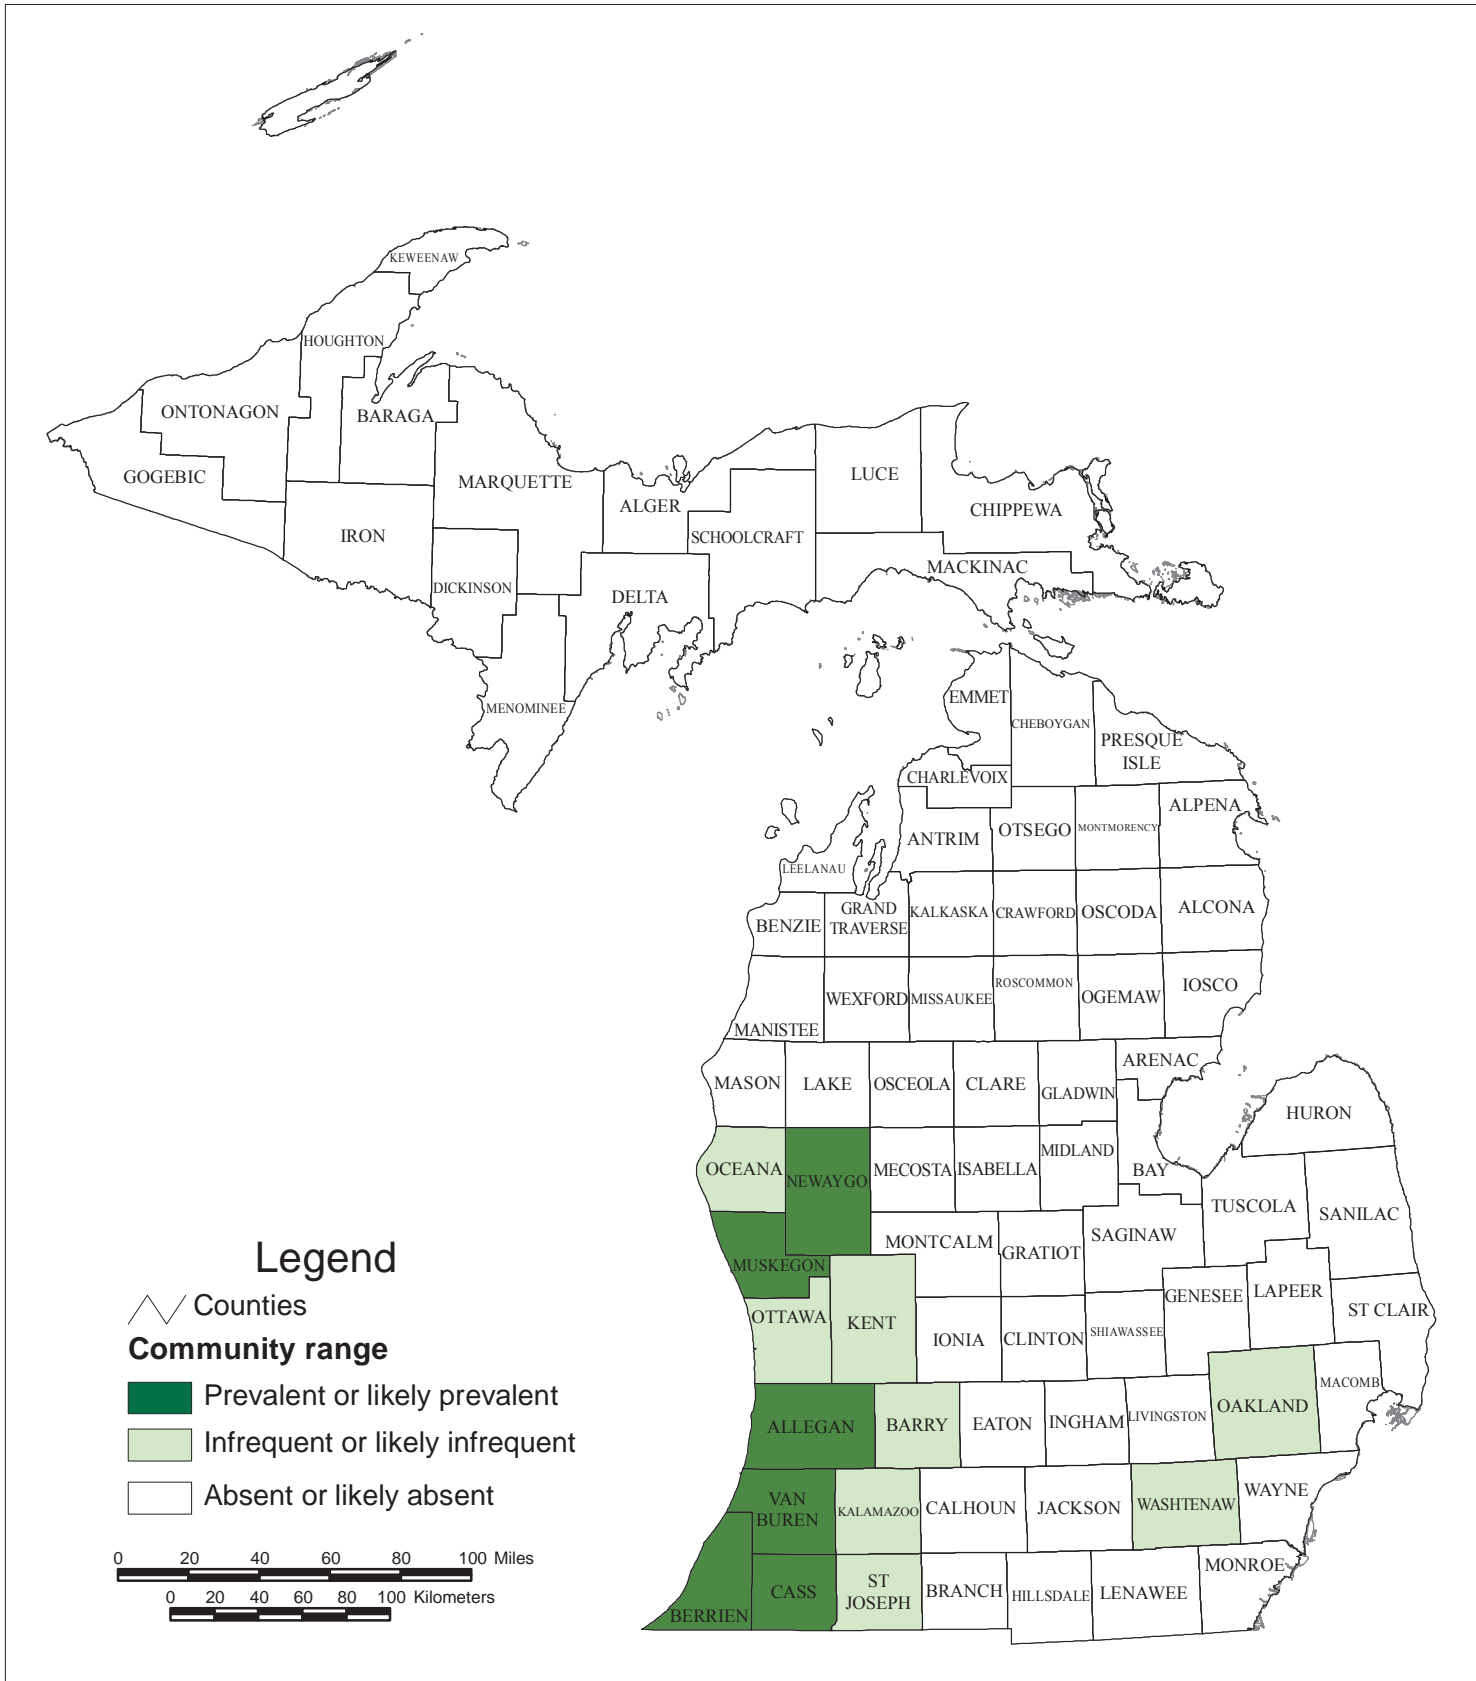 KEWEENAW
HOUGHTON
ONTONAGON
BARAGA
GOGEBIC
MARQUETTE
LUCE
ALGER
CHIPPEWA
IRON
SCHOOLCRAFT
MACKINAC
DICKINSON
DELTA
MENOMINEE
EMMET
CHEBOYGAN
PRESQUE
ISLE
CHARLEVOIX
ALPENA
ANTRIM
OTSEGO
MONTMORENCY
LEELANAU
BENZIE
GRAND
TRAVERSE
KALKASKA
CRAWFORD
OSCODA
ALCONA
MANISTEE
WEXFORD
MISSAUKEE
ROSCOMMON
OGEMAW
IOSCO
MASON
LAKE
OSCEOLA
CLARE
GLADWIN
ARENAC
HURON
OCEANA
NEWAYGO
MECOSTA
ISABELLA
MIDLAND
BAY
TUSCOLA
SANILAC
MUSKEGON
MONTCALM
GRATIOT
SAGINAW
GENESEE
LAPEER
ST CLAIR
OTTAWA
KENT
IONIA
CLINTON
SHIAWASSEE
OAKLAND
MACOMB
ALLEGAN
BARRY
EATON
INGHAM
LIVINGSTON
VAN
BUREN
KALAMAZOO
CALHOUN
JACKSON
WASHTENAW
WAYNE
BERRIEN
CASS
ST
JOSEPH
BRANCH
HILLSDALE
LENAWEE
MONROE
Legend
Counties
Community range
Prevalent or likely prevalent
Infrequent or likely infrequent
Absent or likely absent
0 20 40 60 80 100 Miles
0 20 40 60 80 100 Kilometers